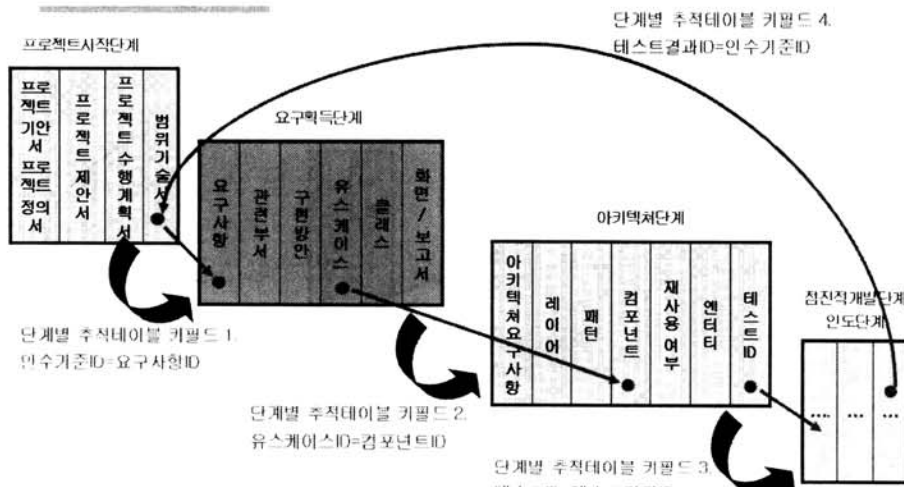 단계별 추적테이블 키필드 4.
테스트결과ID=인수기준ID
프로젝트시작단계
프로젝트 기안서 프로젝트 정의서
프로젝트 제안서
프로젝트 수행계획서
범위기술서
요구획득단계
요구사항
관련부서
구현방안
유스케이스
클래스
화면/보고서
아키텍쳐단계
아키텍쳐요구사항
레이어
패턴
컴포넌트
재사용여부
엔터티
테스트ID
점진적개발단계
인도단계
...
...
...
단계별 추적테이블 키필드 1.
인수기준ID=요구사항ID
단계별 추적테이블 키필드 2.
유스케이스ID=컴포넌트ID
단계별 추적테이블 키필드 3.